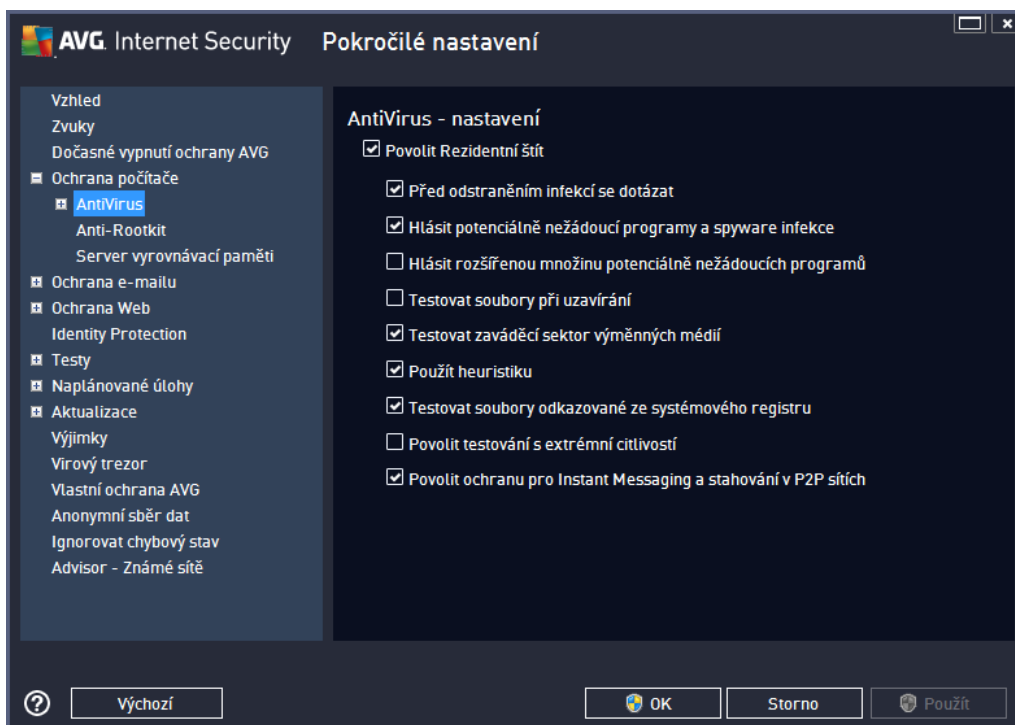 AVG. Internet Security Pokročilé nastavení
Vzhled
Zvuky
Dočasné vypnutí ochrany AVG
Ochrana počítače
AntiVirus
Anti-Rootkit
Server vyrovnávací paměti
Ochrana e-mailu
Ochrana Web
Identity Protection
Testy
Naplánované úlohy
Aktualizace
Výjimky
Virový trezor
Vlastní ochrana AVG
Anonymní sběr dat
Ignorovat chybový stav
Advisor - Známé sítě
AntiVirus - nastavení
Povolit Rezidentní štít
Před odstraněním infekcí se dotázat
Hlásit potenciálně nežádoucí programy a spyware infekce
Hlásit rozšířenou množinu potenciálně nežádoucích programů
Testovat soubory při uzavírání
Testovat zaváděcí sektor výměnných médií
Použít heuristiku
Testovat soubory odkazované ze systémového registru
Povolit testování s extrémní citlivostí
Povolit ochranu pro Instant Messaging a stahování v P2P sítích
Výchozí
OK
Storno
Použít